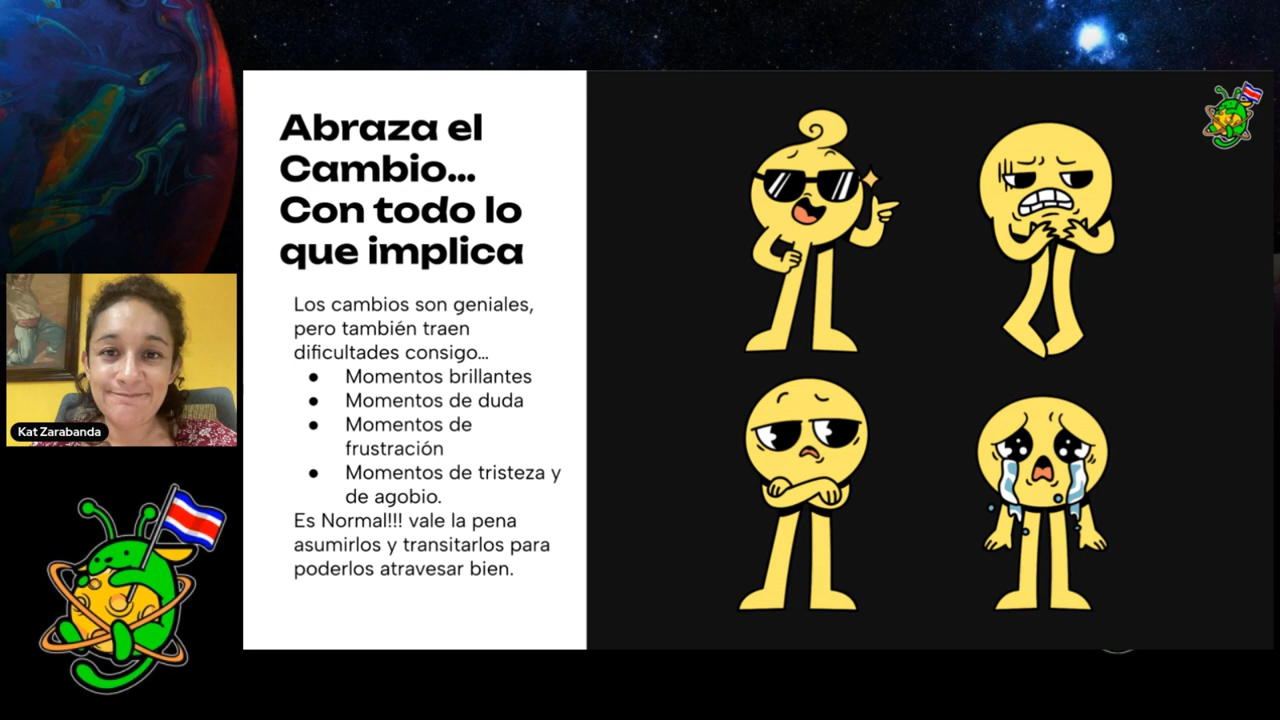 Abraza el
Cambio...
Con todo lo
que implica
Los cambios son geniales,
pero también traen
dificultades consigo...
● Momentos brillantes
● Momentos de duda
● Momentos de
frustración
● Momentos de tristeza y
de agobio.
Es Normal!!! vale la pena
asumirlos y transitarlos para
poderlos atravesar bien.
Kat Zarabanda